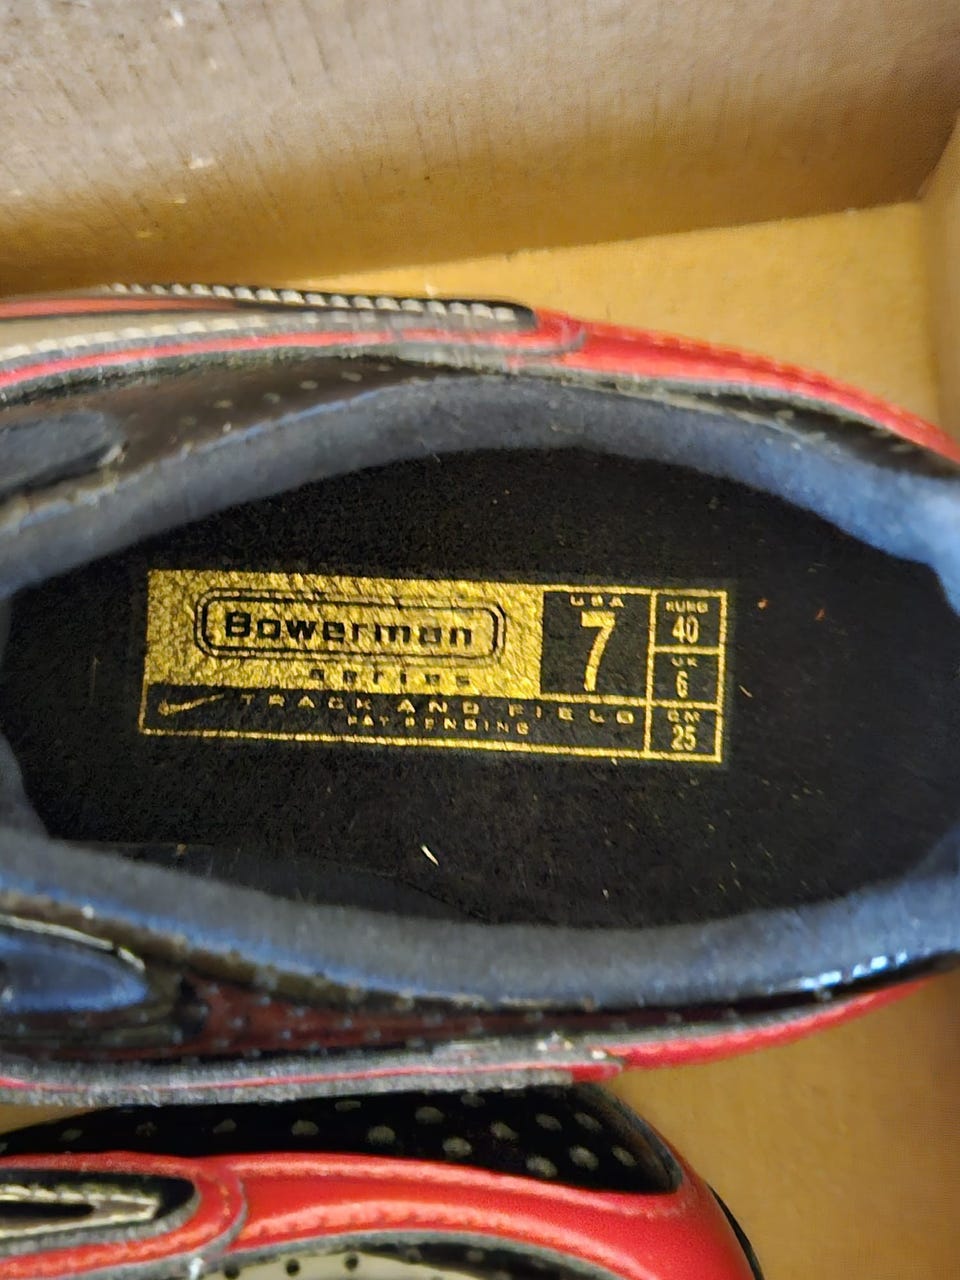 Bowerman
series
TRACK AND FIELD
PAT PENDING
USA
7
EURO
40
UK
6
CM
25